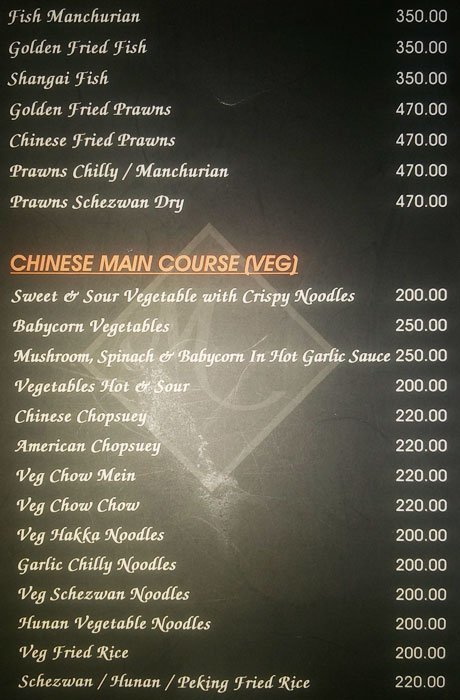 Fish Manchurian 350.00
Golden Fried Fish 350.00
Shangai Fish 350.00
Golden Fried Prawns 470.00
Chinese Fried Prawns 470.00
Prawns Chilly / Manchurian 470.00
Prawns Schezwan Dry 470.00
CHINESE MAIN COURSE (VEG)
Sweet & Sour Vegetable with Crispy Noodles 200.00
Babycorn Vegetables 250.00
Mushroom, Spinach & Babycorn In Hot Garlic Sauce 250.00
Vegetables Hot & Sour 200.00
Chinese Chopsuey 220.00
American Chopsuey 220.00
Veg Chow Mein 220.00
Veg Chow Chow 220.00
Veg Hakka Noodles 200.00
Garlic Chilly Noodles 200.00
Veg Schezwan Noodles 200.00
Hunan Vegetable Noodles 200.00
Veg Fried Rice 200.00
Schezwan / Hunan / Peking Fried Rice 220.00